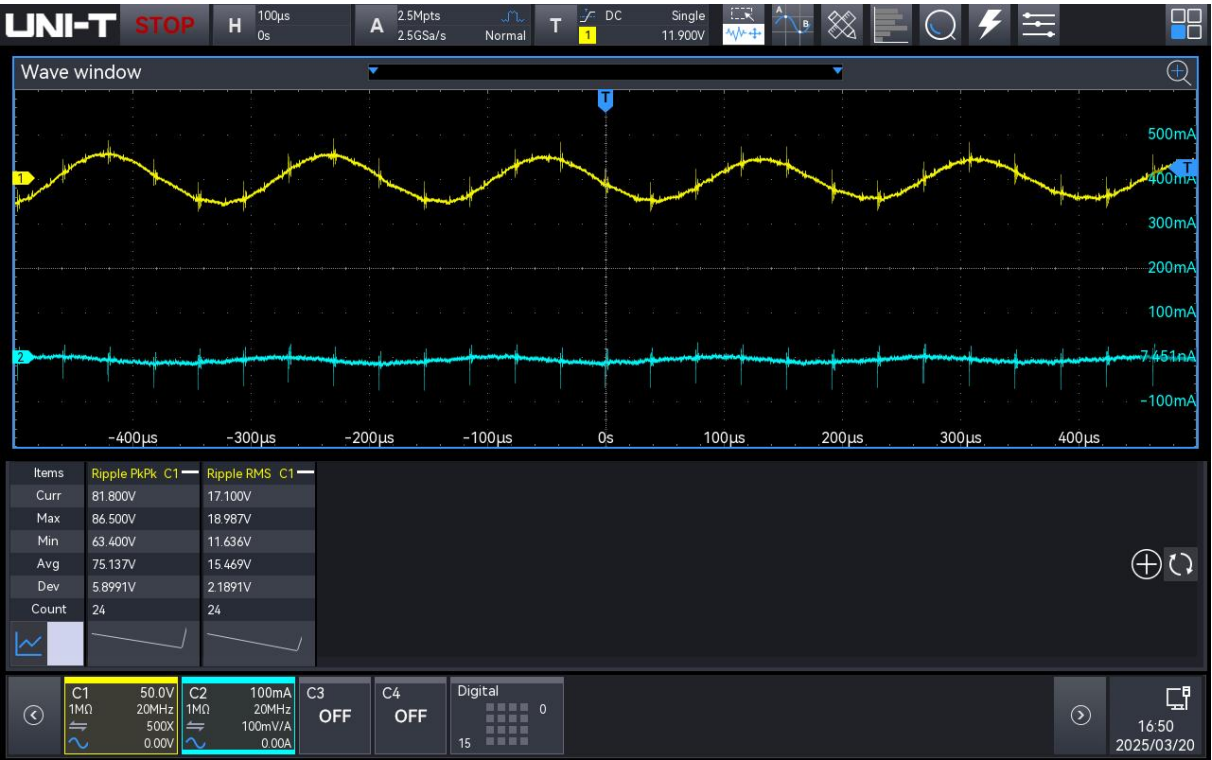 UNI-T STOP H 100μs 0s A 2.5Mpts 2.5GSa/s Normal T 1 DC Single 11.900V A B
Wave window
T
500mA
1 T
400mA
300mA
200mA
100mA
2 7.451nA
-100mA
-400μs -300μs -200μs -100μs 0s 100μs 200μs 300μs 400μs
Items Ripple PkPk C1 Ripple RMS C1
Curr 81.800V 17.100V
Max 86.500V 18.987V
Min 63.400V 11.636V
Avg 75.137V 15.469V
Dev 5.8991V 2.1891V
Count 24 24
C1 50.0V C2 100mA C3 C4 Digital
1MΩ 20MHz 1MΩ 20MHz OFF OFF 0
500X 100mV/A 16:50
0.00V 0.00A 15 2025/03/20